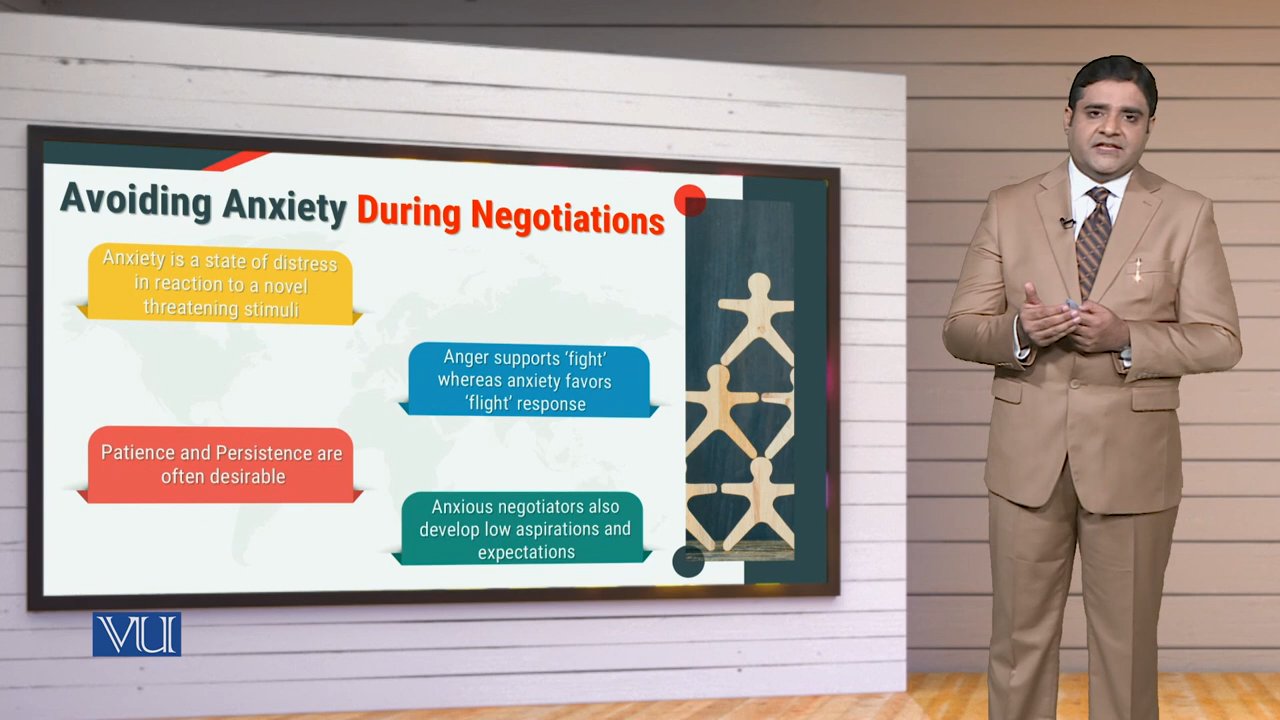 Avoiding Anxiety During Negotiations
Anxiety is a state of distress
in reaction to a novel
threatening stimuli
Anger supports ‘fight’
whereas anxiety favors
‘flight’ response
Patience and Persistence are
often desirable
Anxious negotiators also
develop low aspirations and
expectations
VU